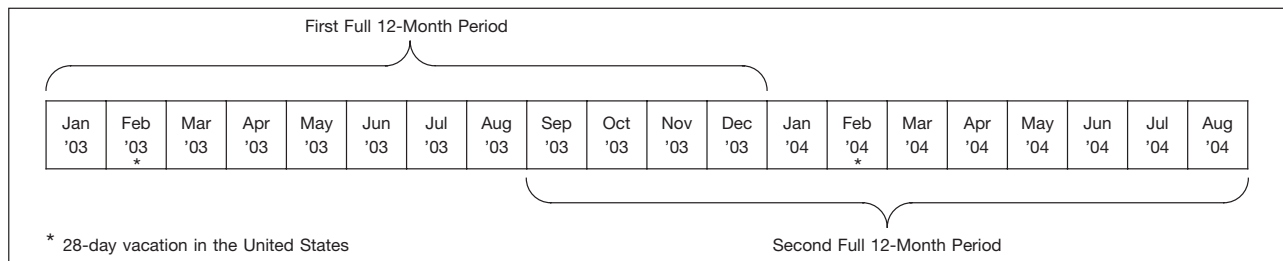 First Full 12-Month Period
Jan Feb Mar Apr May Jun Jul Aug Sep Oct Nov Dec Jan Feb Mar Apr May Jun Jul Aug
’03 ’03 ’03 ’03 ’03 ’03 ’03 ’03 ’03 ’03 ’03 ’03 ’04 ’04 ’04 ’04 ’04 ’04 ’04 ’04
* *
* 28-day vacation in the United States
Second Full 12-Month Period